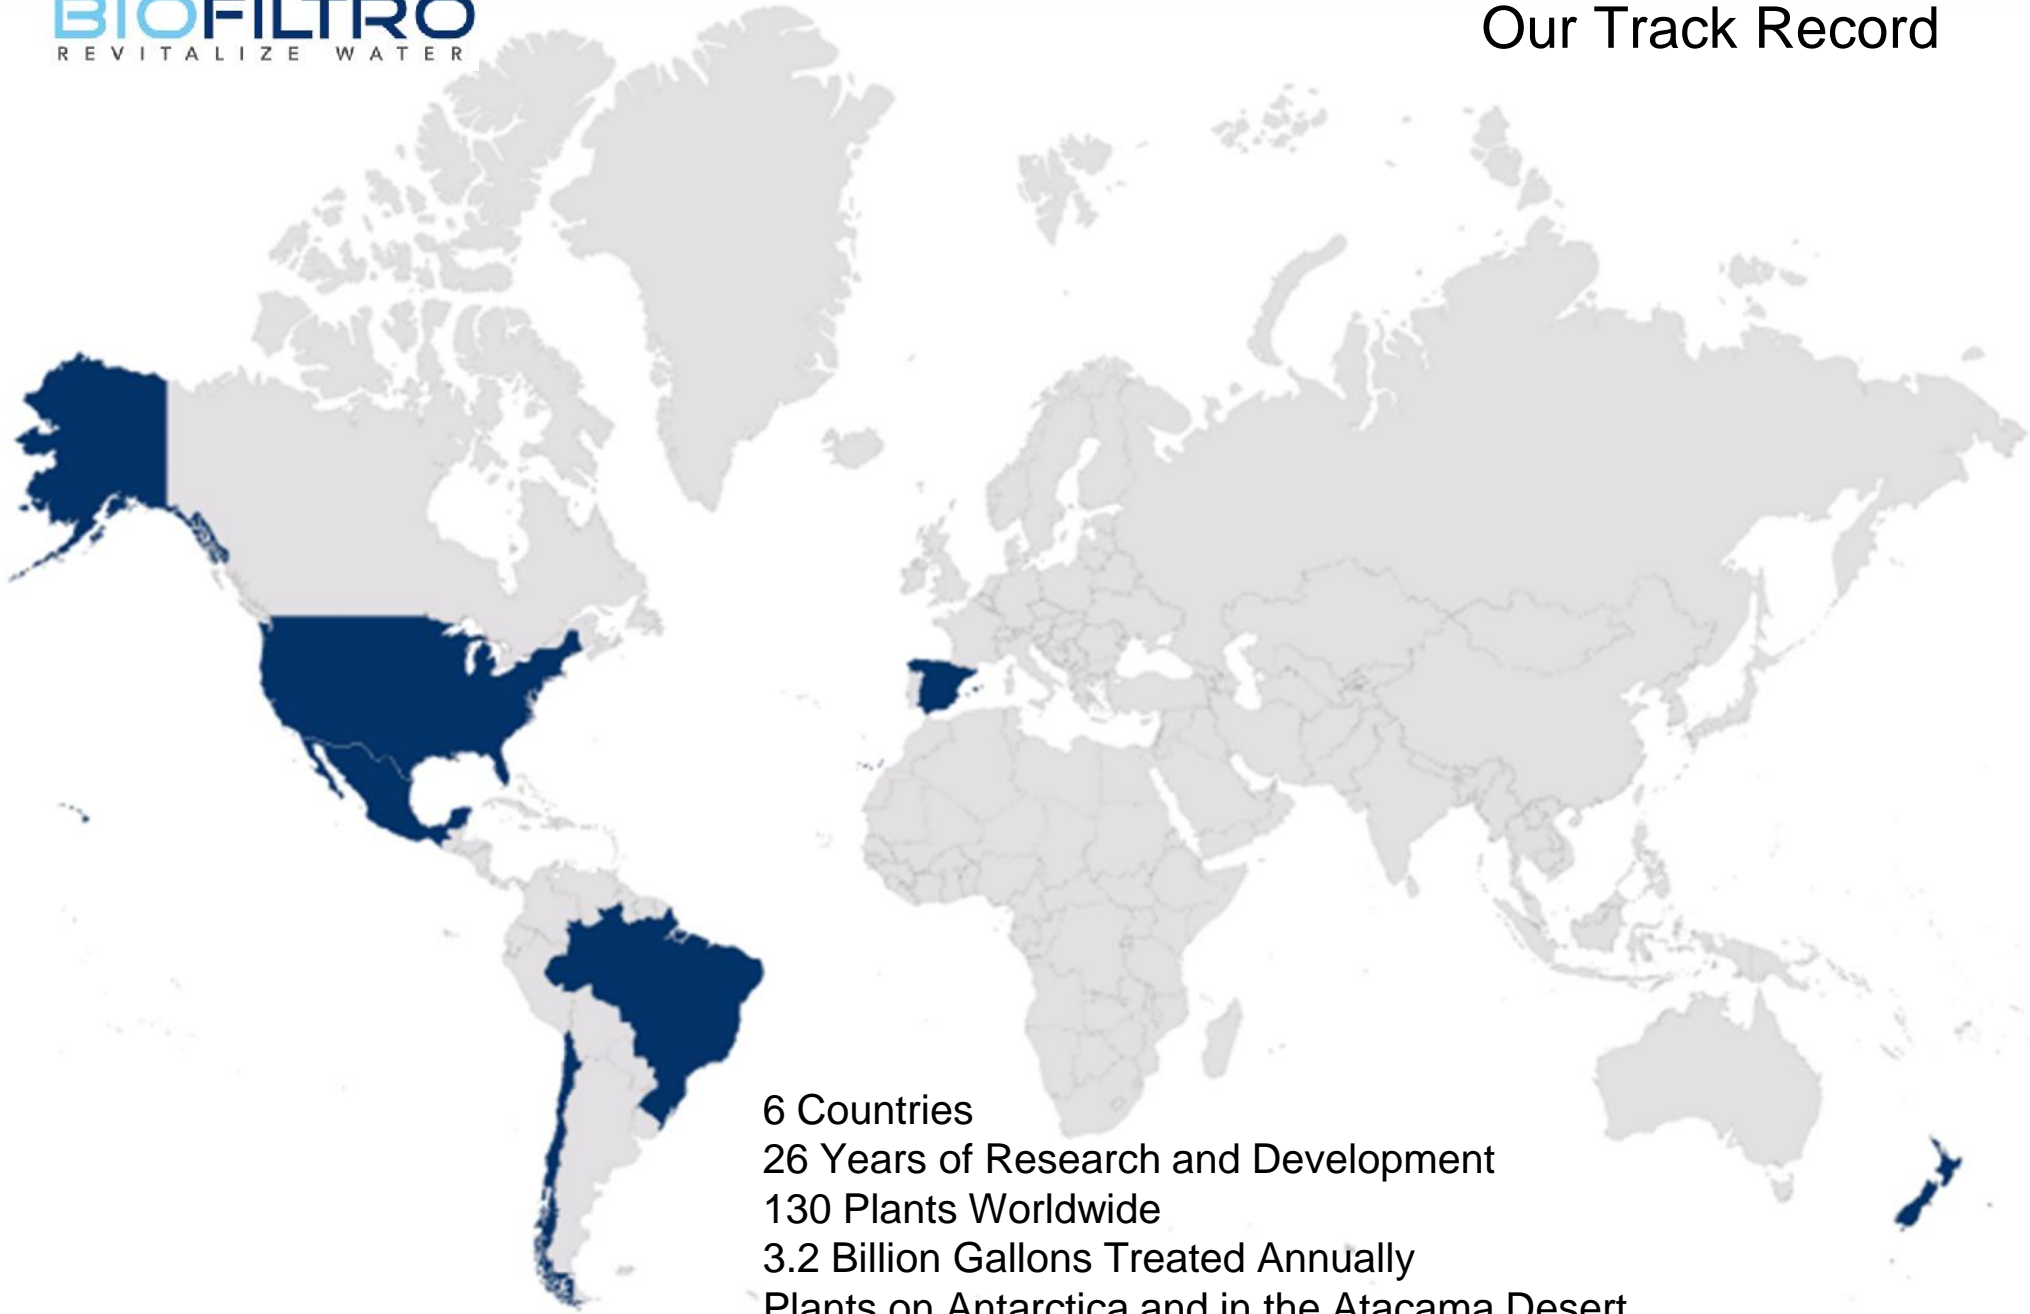 BIOFILTRO
REVITALIZE WATER
Our Track Record
6 Countries
26 Years of Research and Development
130 Plants Worldwide
3.2 Billion Gallons Treated Annually
Plants on Antarctica and in the Atacama Desert